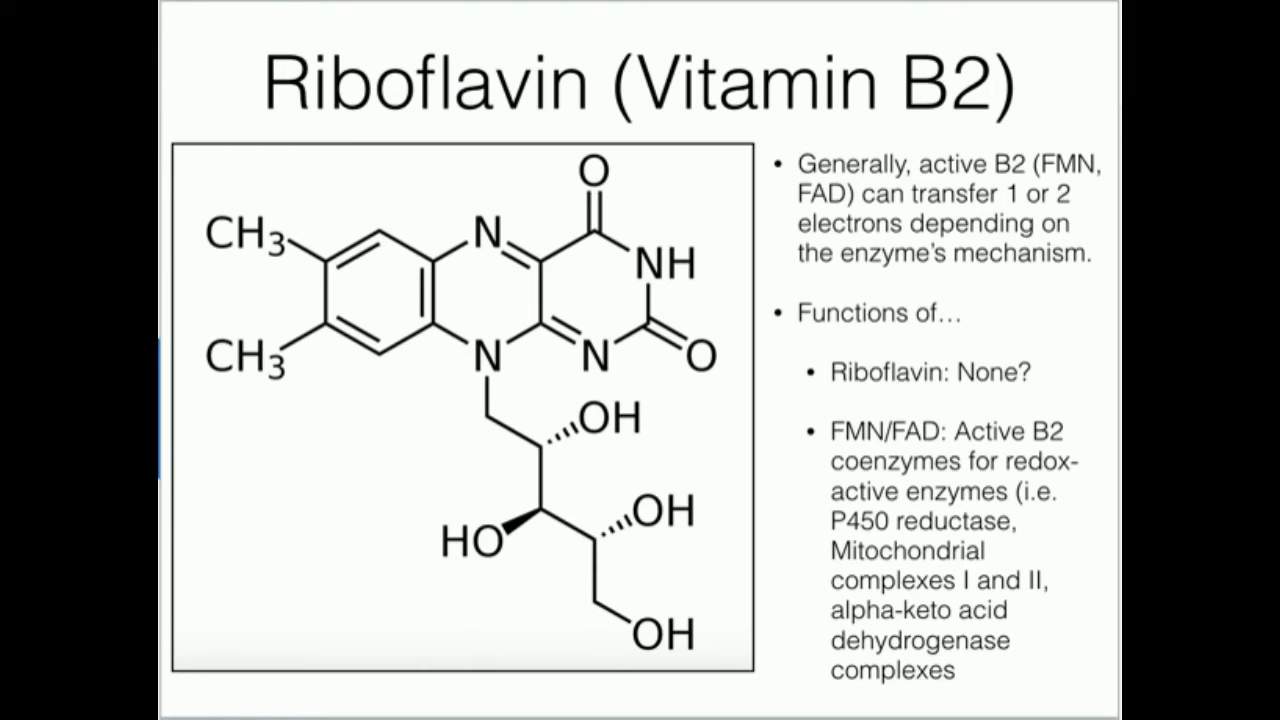 Riboflavin (Vitamin B2)
O
CH3
N
NH
CH3
N
N
O
OH
HO
OH
OH
• Generally, active B2 (FMN,
FAD) can transfer 1 or 2
electrons depending on
the enzyme’s mechanism.
• Functions of…
• Riboflavin: None?
• FMN/FAD: Active B2
coenzymes for redox-
active enzymes (i.e.
P450 reductase,
Mitochondrial
complexes I and II,
alpha-keto acid
dehydrogenase
complexes